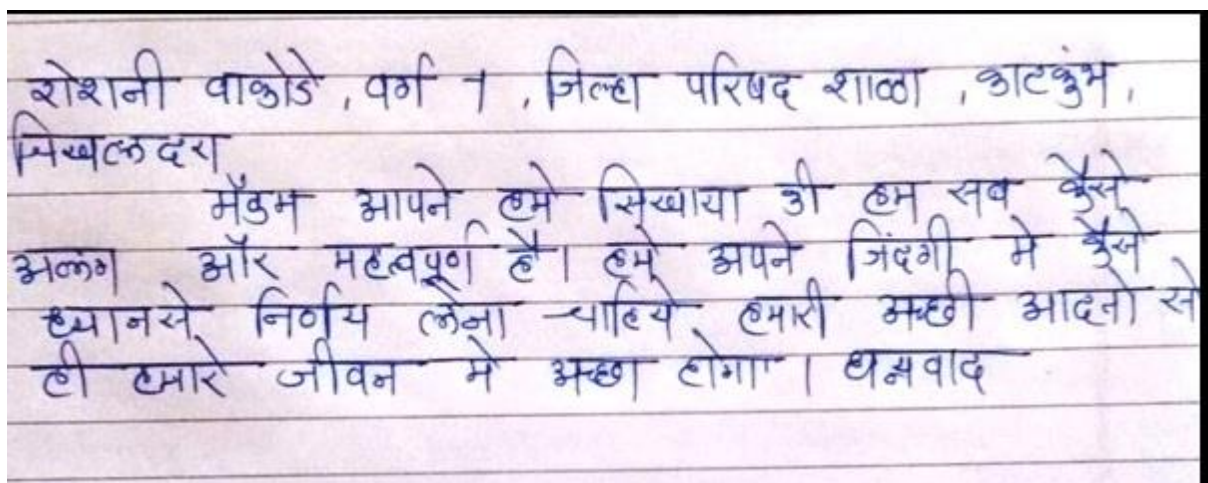 रोशनी वाकोडे, वर्ग 7, जिल्हा परिषद शाळा, काटकुंभ,
चिखलदरा
मॅडम आपने हमे सिखाया की हम सब कैसे
अलग और महत्वपूर्ण है। हमे अपने जिंदगी मे कैसे
ध्यानसे निर्णय लेना चाहिये हमारी अच्छी आदतो से
ही हमारे जीवन मे अच्छा होगा। धन्यवाद